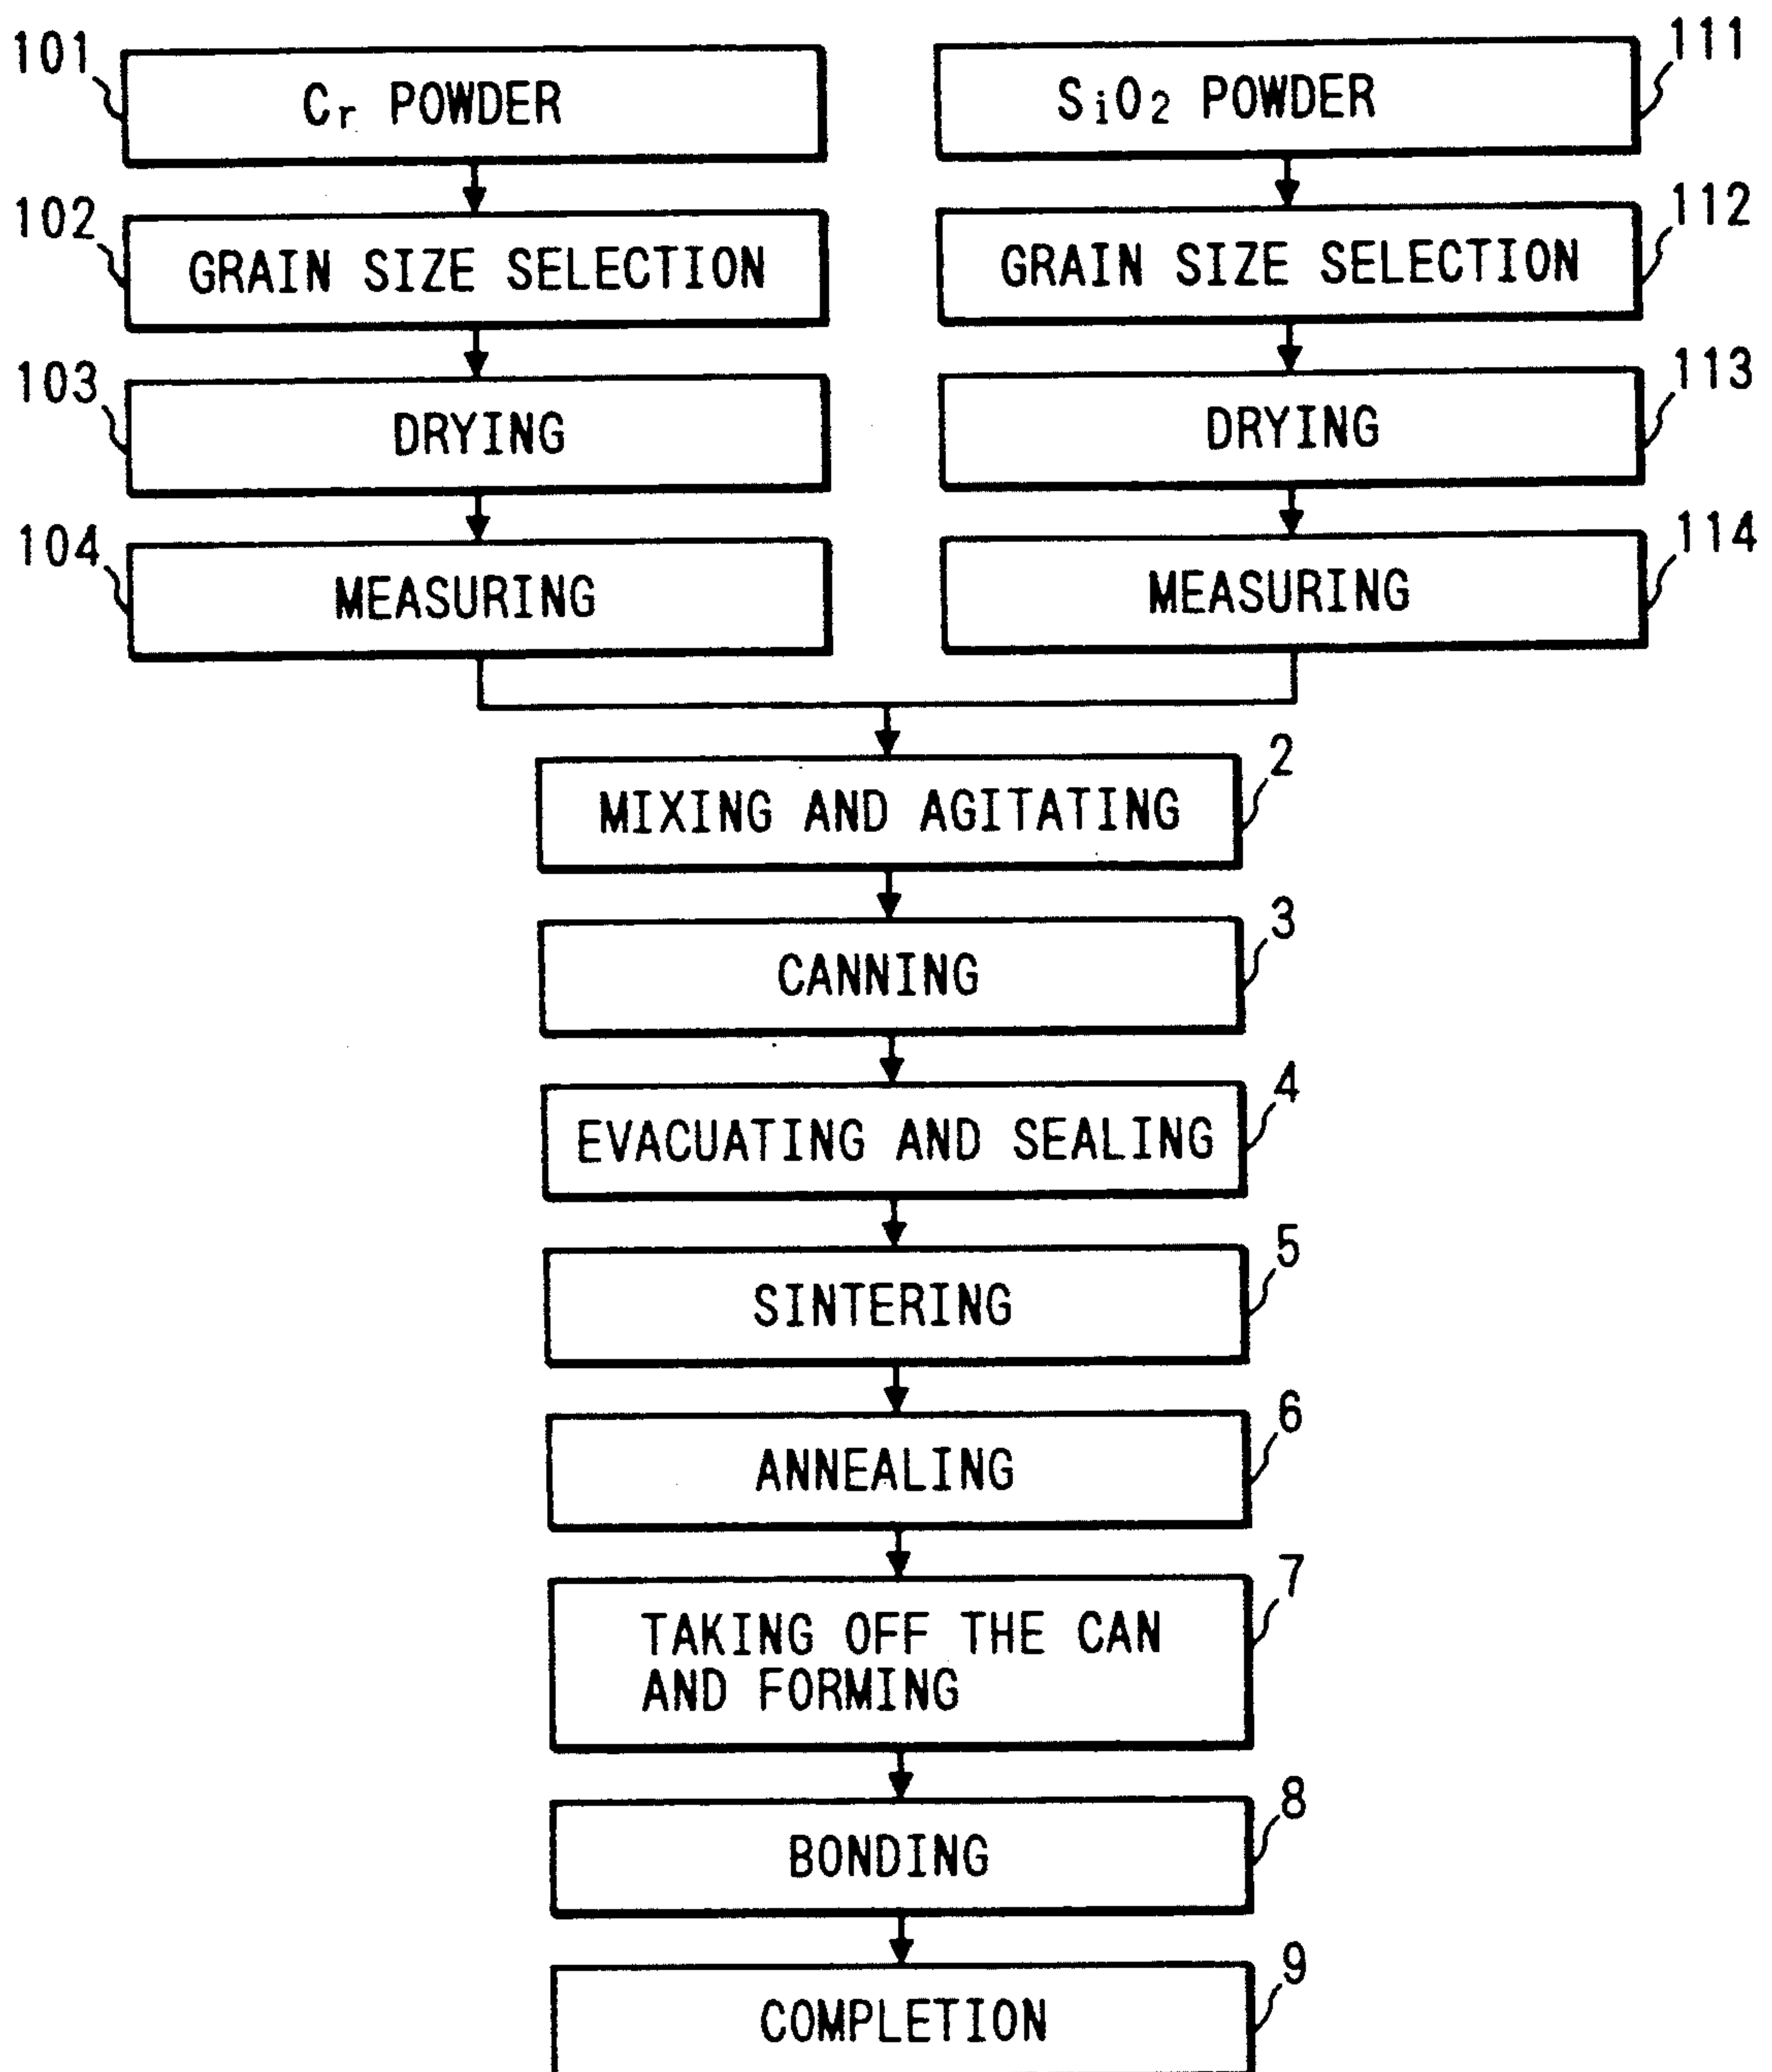 101
Cr POWDER
SiO2 POWDER
111
102
GRAIN SIZE SELECTION
GRAIN SIZE SELECTION
112
103
DRYING
DRYING
113
104
MEASURING
MEASURING
114
MIXING AND AGITATING
2
CANNING
3
EVACUATING AND SEALING
4
SINTERING
5
ANNEALING
6
TAKING OFF THE CAN
AND FORMING
7
BONDING
8
COMPLETION
9